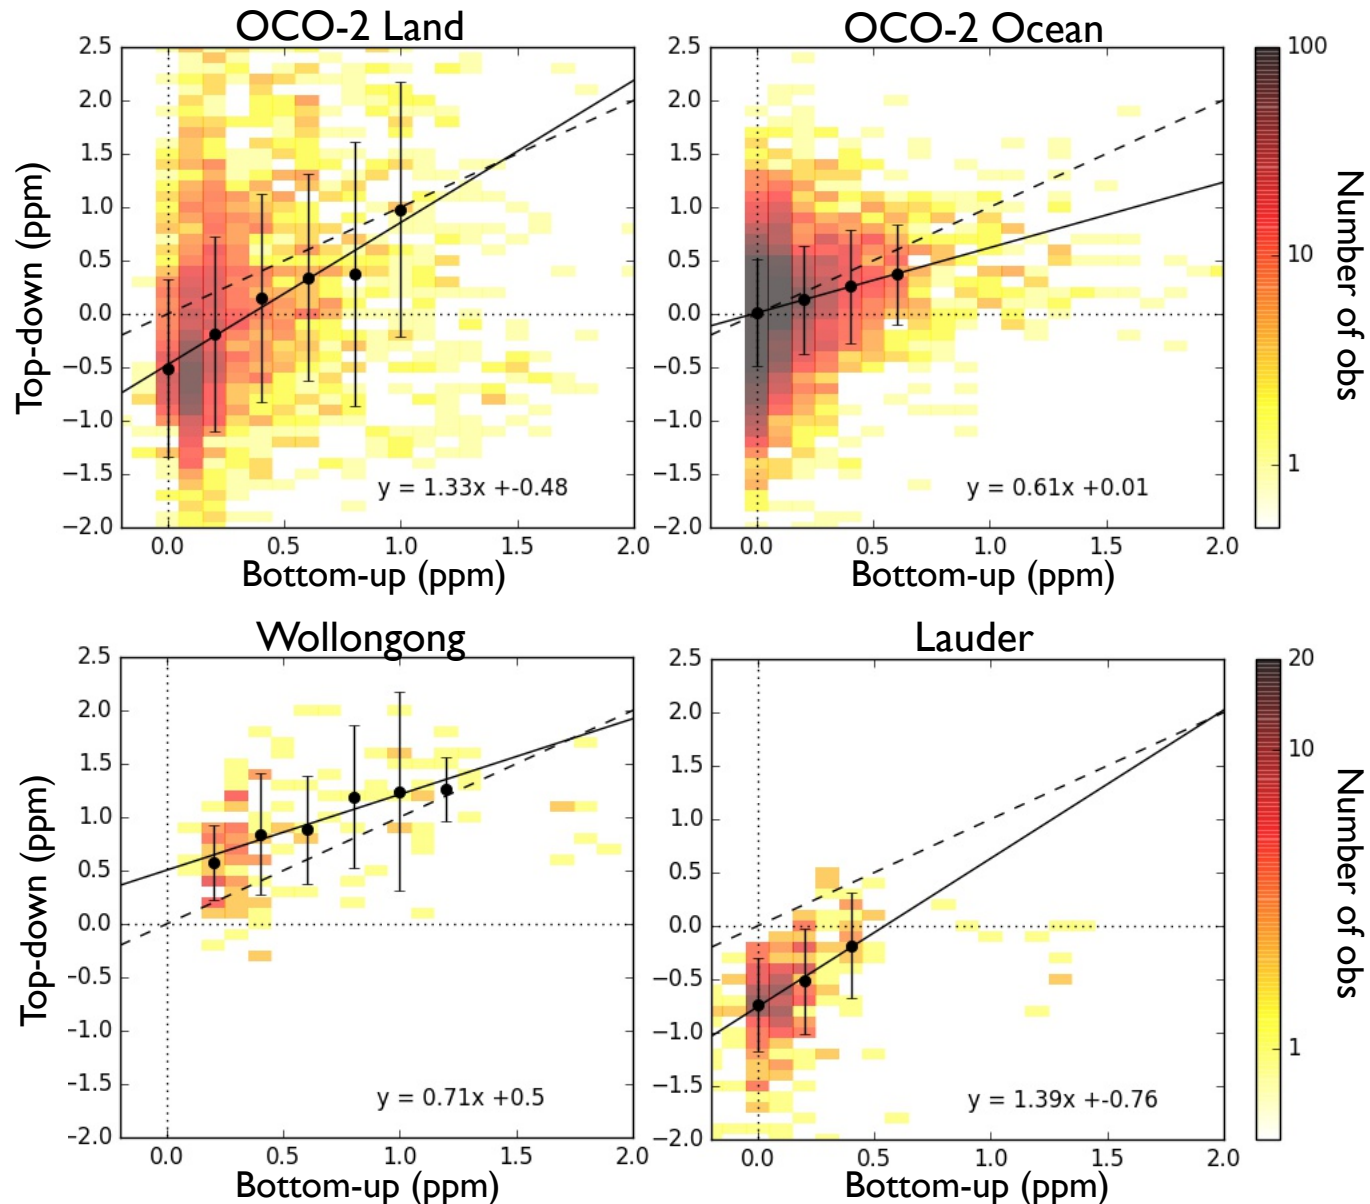 OCO-2 Land
OCO-2 Ocean
2.5
2.0
1.5
1.0
0.5
0.0
−0.5
−1.0
−1.5
−2.0
Top-down (ppm)
y = 1.33x +-0.48
0.0 0.5 1.0 1.5 2.0
Bottom-up (ppm)
2.5
2.0
1.5
1.0
0.5
0.0
−0.5
−1.0
−1.5
−2.0
y = 0.61x +0.01
0.0 0.5 1.0 1.5 2.0
Bottom-up (ppm)
100
10
1
Number of obs
Wollongong
Lauder
2.5
2.0
1.5
1.0
0.5
0.0
−0.5
−1.0
−1.5
−2.0
Top-down (ppm)
y = 0.71x +0.5
0.0 0.5 1.0 1.5 2.0
Bottom-up (ppm)
2.5
2.0
1.5
1.0
0.5
0.0
−0.5
−1.0
−1.5
−2.0
y = 1.39x +-0.76
0.0 0.5 1.0 1.5 2.0
Bottom-up (ppm)
20
10
1
Number of obs